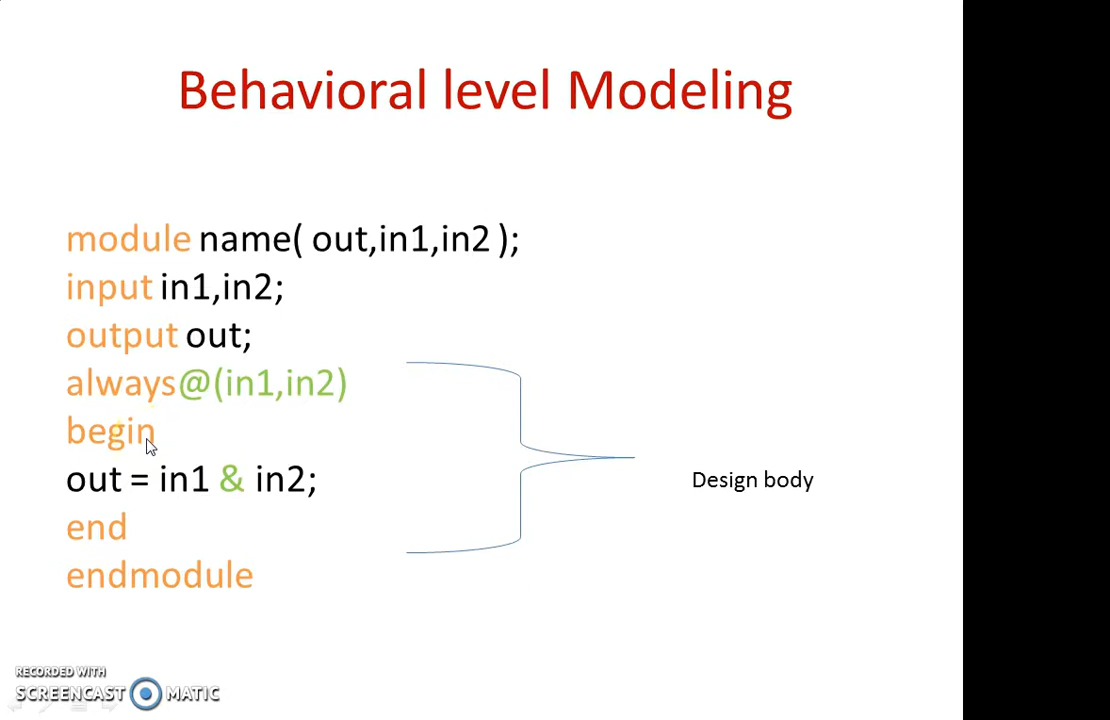 Behavioral level Modeling
module name( out,in1,in2 );
input in1,in2;
output out;
always@(in1,in2)
begin
out = in1 & in2;
end
endmodule
Design body
RECORDED WITH
SCREENCAST MATIC